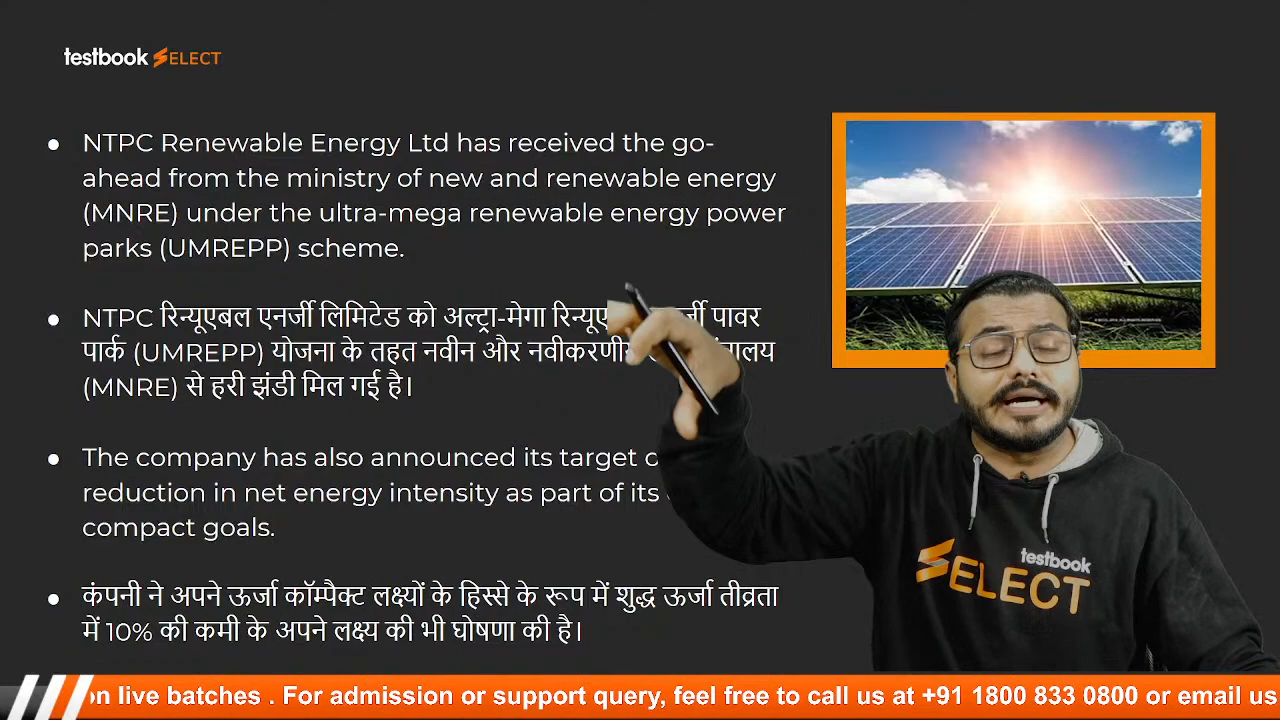 testbook SELECT
NTPC Renewable Energy Ltd has received the go-
ahead from the ministry of new and renewable energy
(MNRE) under the ultra-mega renewable energy power
parks (UMREPP) scheme.
NTPC रिन्यूएबल एनर्जी लिमिटेड को अल्ट्रा-मेगा पावर
पार्क (UMREPP) योजना के तहत नवीन और
(MNRE) से हरी झंडी मिल गई है।
The company has also announced its target
reduction in net energy intensity as part of its
compact goals.
कंपनी ने अपने ऊर्जा कॉम्पैक्ट लक्ष्यों के हिस्से के रूप में शुद्ध ऊर्जा तीव्रता
में 10% की कमी के अपने लक्ष्य की भी घोषणा की है।
testbook
SELECT
on live batches . For admission or support query, feel free to call us at +91 1800 833 0800 or email us